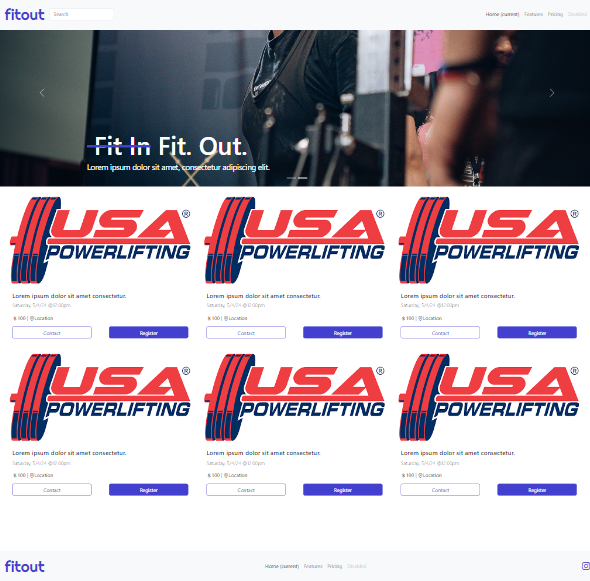 fitout
Search
Home (current) Features Pricing Disabled
Fit In Fit. Out.
Lorem ipsum dolor sit amet, consectetur adipiscing elit.
USA® USA® USA®
POWERLIFTING POWERLIFTING POWERLIFTING
Lorem ipsum dolor sit amet consectetur. Lorem ipsum dolor sit amet consectetur. Lorem ipsum dolor sit amet consectetur.
Saturday, 5/4/24 @12:00pm Saturday, 5/4/24 @12:00pm Saturday, 5/4/24 @12:00pm
$ 100 | Location $ 100 | Location $ 100 | Location
Contact Register Contact Register Contact Register
USA® USA® USA®
POWERLIFTING POWERLIFTING POWERLIFTING
Lorem ipsum dolor sit amet consectetur. Lorem ipsum dolor sit amet consectetur. Lorem ipsum dolor sit amet consectetur.
Saturday, 5/4/24 @12:00pm Saturday, 5/4/24 @12:00pm Saturday, 5/4/24 @12:00pm
$ 100 | Location $ 100 | Location $ 100 | Location
Contact Register Contact Register Contact Register
fitout
Home (current) Features Pricing Disabled